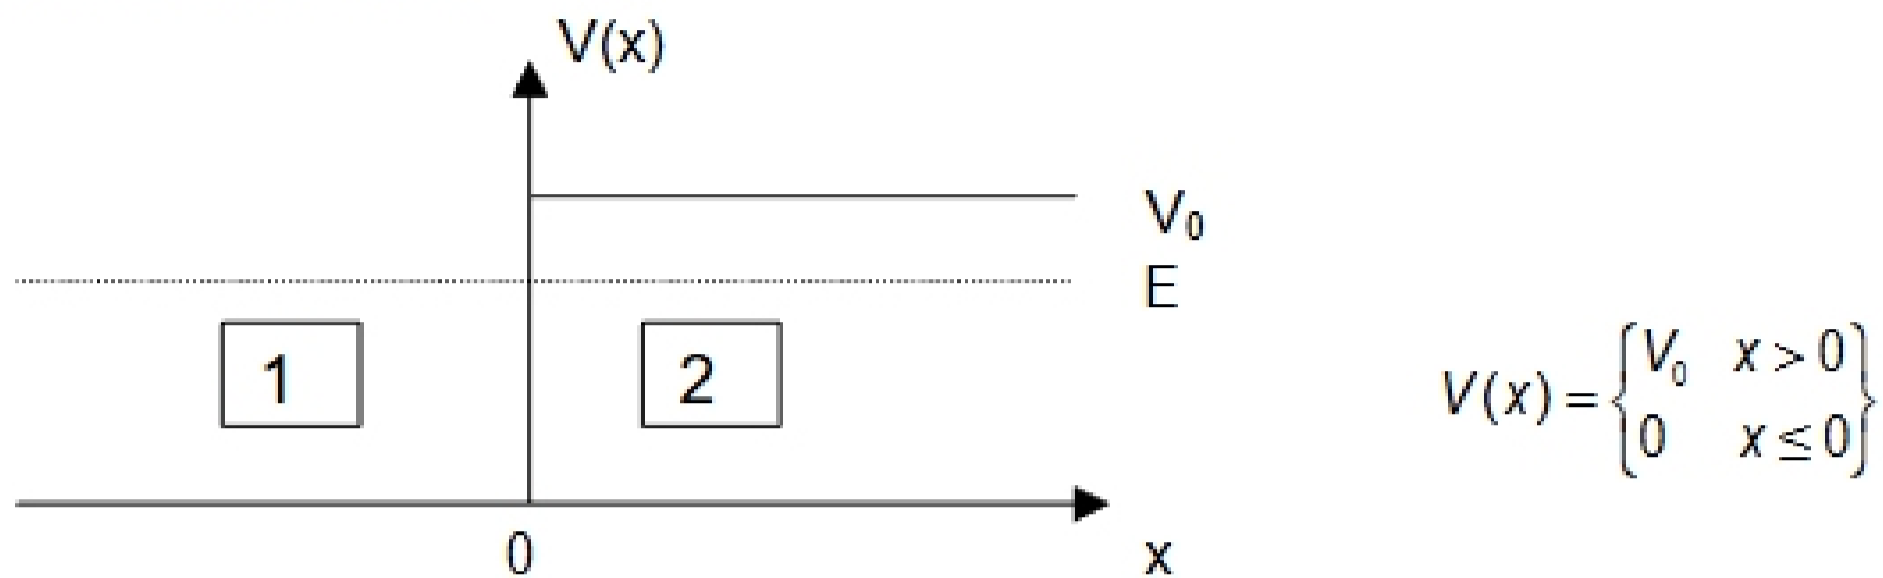 V(x)
V₀
E
1
2
V(x) = { V₀ x > 0
0 x ≤ 0 }
0
x